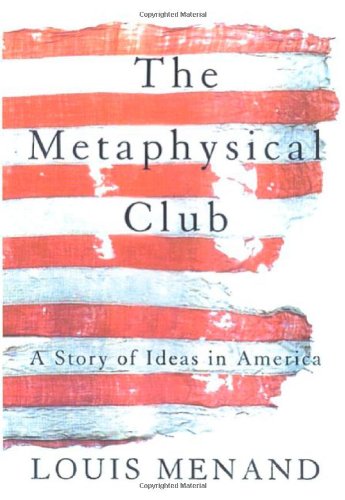 Copyrighted Material
The
Metaphysical
Club
A Story of Ideas in America
LOUIS MENAND
Copyrighted Material